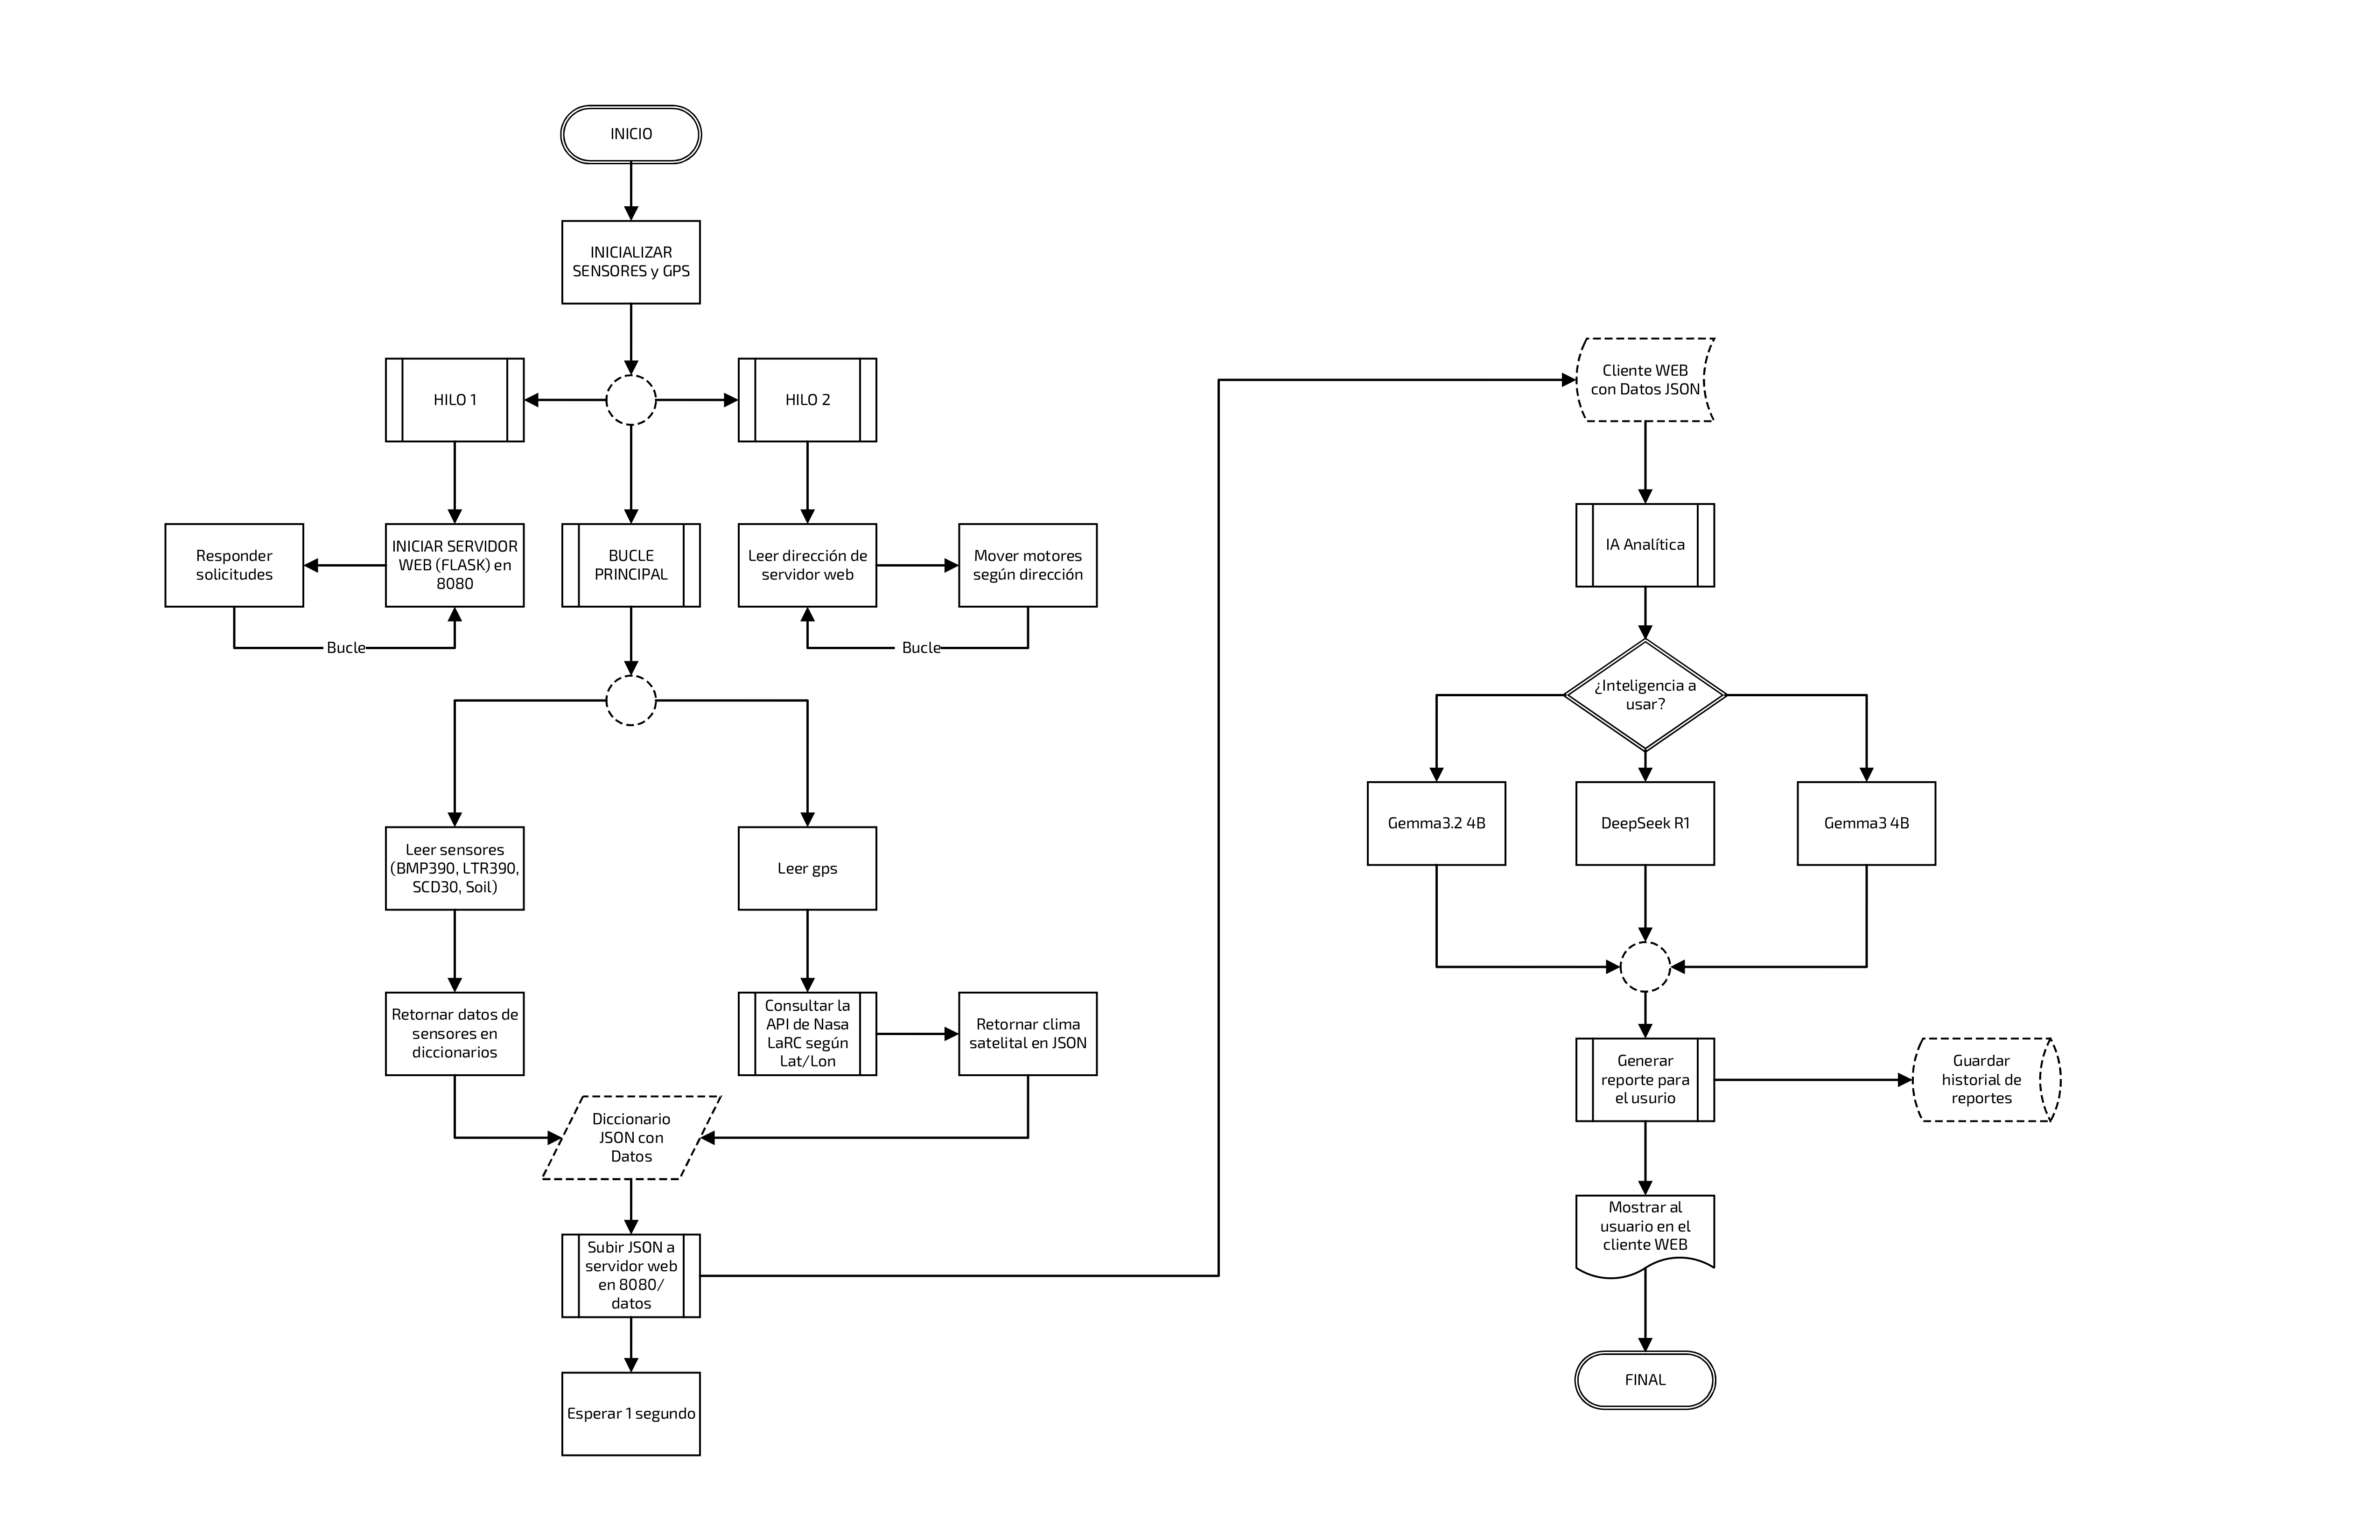 INICIO
INICIALIZAR
SENSORES y GPS
HILO 1
HILO 2
Responder
solicitudes
INICIAR SERVIDOR
WEB (FLASK) en
8080
BUCLE
PRINCIPAL
Leer dirección de
servidor web
Mover motores
según dirección
Bucle
Bucle
Leer sensores
(BMP390, LTR390,
SCD30, Soil)
Leer gps
Retornar datos de
sensores en
diccionarios
Consultar la
API de Nasa
LaRC según
Lat/Lon
Retornar clima
satelital en JSON
Diccionario
JSON con
Datos
Subir JSON a
servidor web
en 8080/
datos
Esperar 1 segundo
Cliente WEB
con Datos JSON
IA Analítica
¿Inteligencia a
usar?
Gemma3.2 4B
DeepSeek R1
Gemma3 4B
Generar
reporte para
el usurio
Guardar
historial de
reportes
Mostrar al
usuario en el
cliente WEB
FINAL